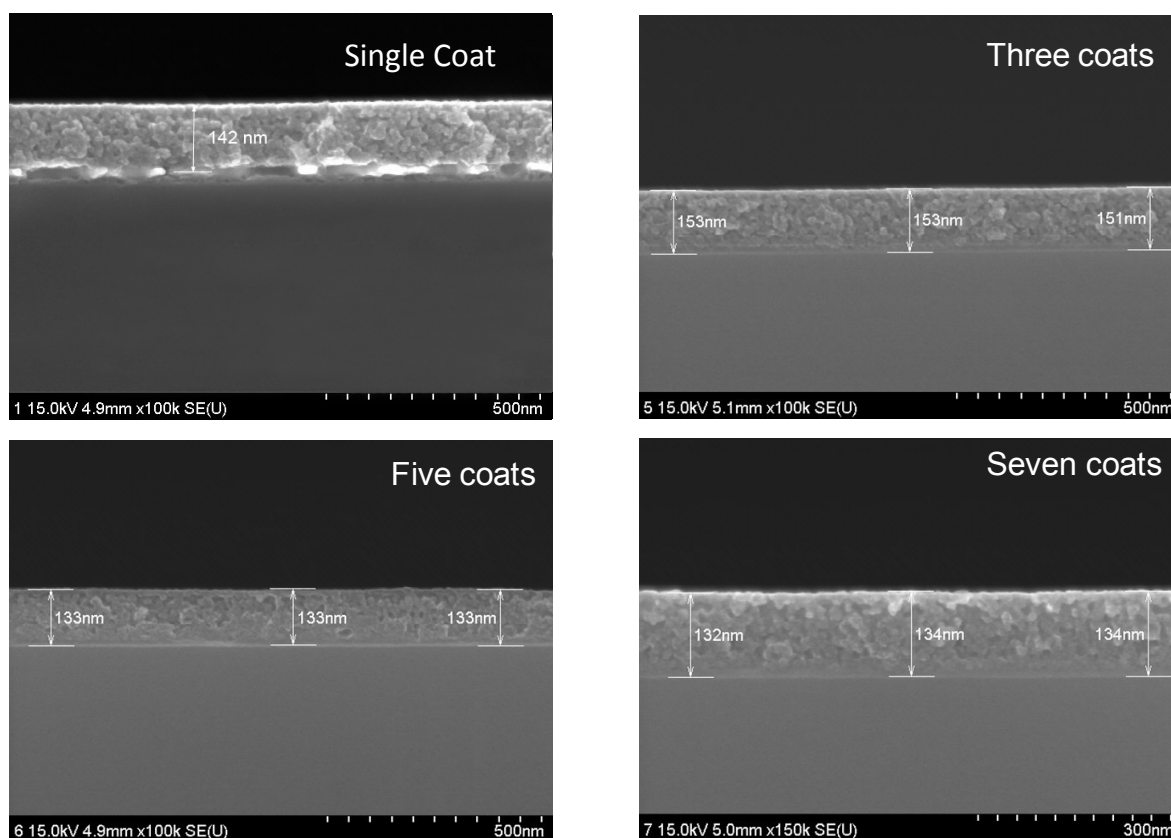 Single Coat
142 nm
1 15.0kV 4.9mm x100k SE(U)
500nm
Three coats
153nm
153nm
151nm
5 15.0kV 5.1mm x100k SE(U)
500nm
Five coats
133nm
133nm
133nm
6 15.0kV 4.9mm x100k SE(U)
500nm
Seven coats
132nm
134nm
134nm
7 15.0kV 5.0mm x150k SE(U)
300nm